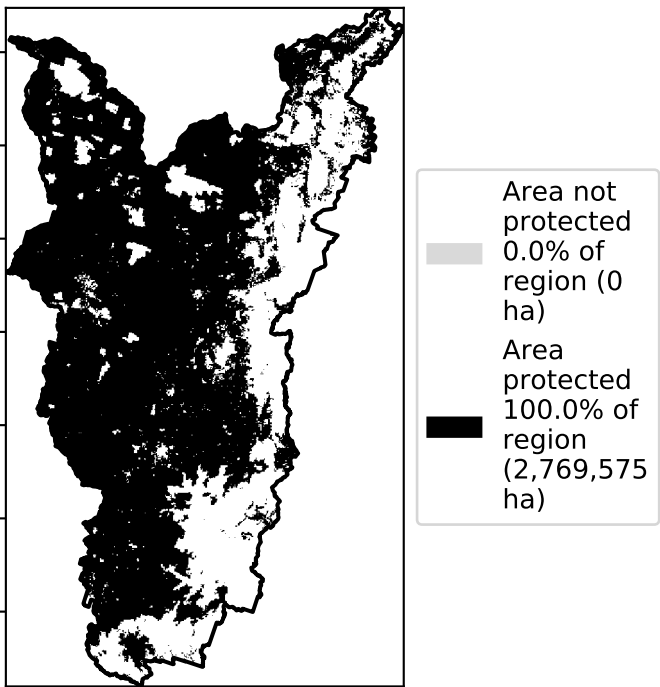 Area not
protected
0.0% of
region (0
ha)
Area
protected
100.0% of
region
(2,769,575
ha)